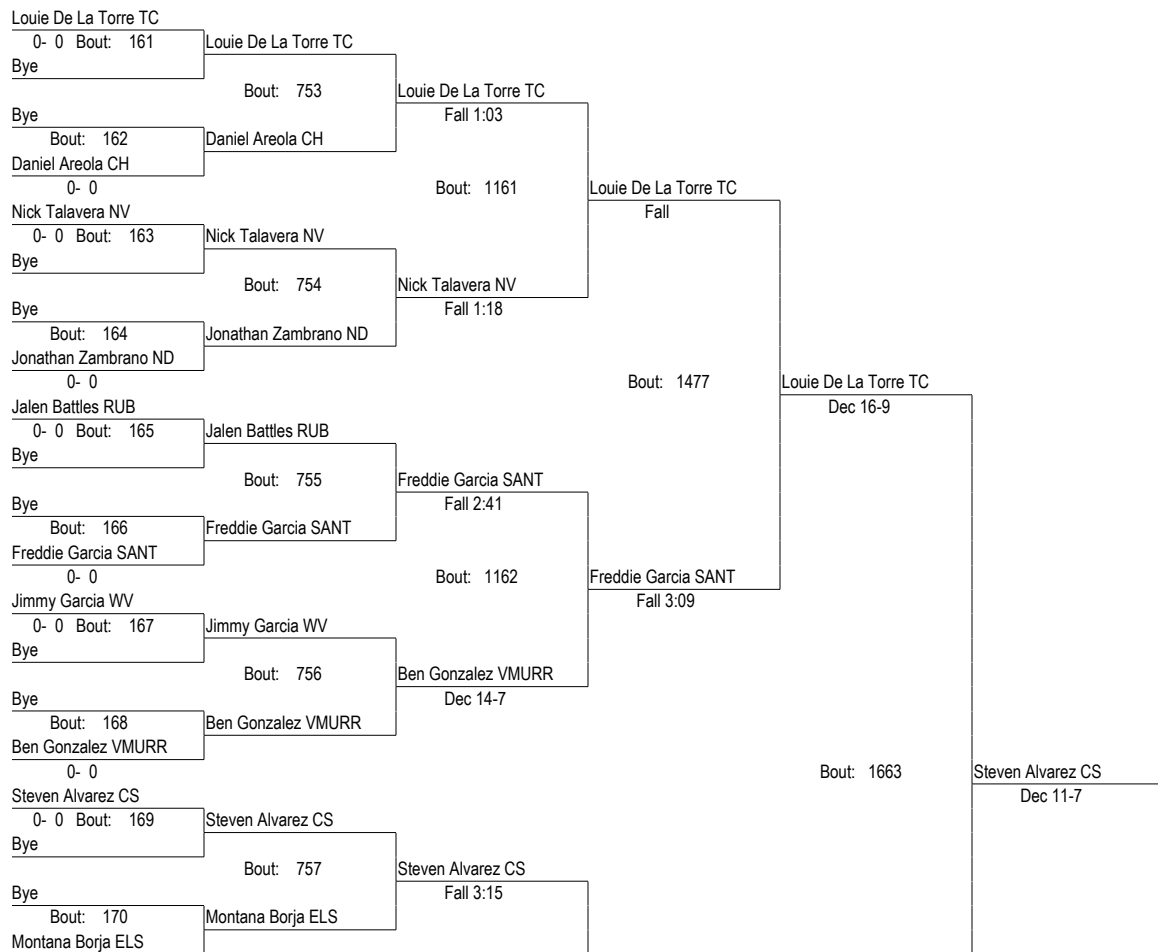 Louie De La Torre TC
0- 0 Bout: 161 Louie De La Torre TC
Bye
Bout: 753 Louie De La Torre TC
Bye Fall 1:03
Bout: 162 Daniel Areola CH
Daniel Areola CH
0- 0 Bout: 1161 Louie De La Torre TC
Nick Talavera NV Fall
0- 0 Bout: 163 Nick Talavera NV
Bye
Bout: 754 Nick Talavera NV
Bye Fall 1:18
Bout: 164 Jonathan Zambrano ND
Jonathan Zambrano ND
0- 0 Bout: 1477 Louie De La Torre TC
Jalen Battles RUB Dec 16-9
0- 0 Bout: 165 Jalen Battles RUB
Bye
Bout: 755 Freddie Garcia SANT
Bye Fall 2:41
Bout: 166 Freddie Garcia SANT
Freddie Garcia SANT
0- 0 Bout: 1162 Freddie Garcia SANT
Jimmy Garcia WV Fall 3:09
0- 0 Bout: 167 Jimmy Garcia WV
Bye
Bout: 756 Ben Gonzalez VMURR
Bye Dec 14-7
Bout: 168 Ben Gonzalez VMURR
Ben Gonzalez VMURR
0- 0 Bout: 1663 Steven Alvarez CS
Steven Alvarez CS Dec 11-7
0- 0 Bout: 169 Steven Alvarez CS
Bye
Bout: 757 Steven Alvarez CS
Bye Fall 3:15
Bout: 170 Montana Borja ELS
Montana Borja ELS